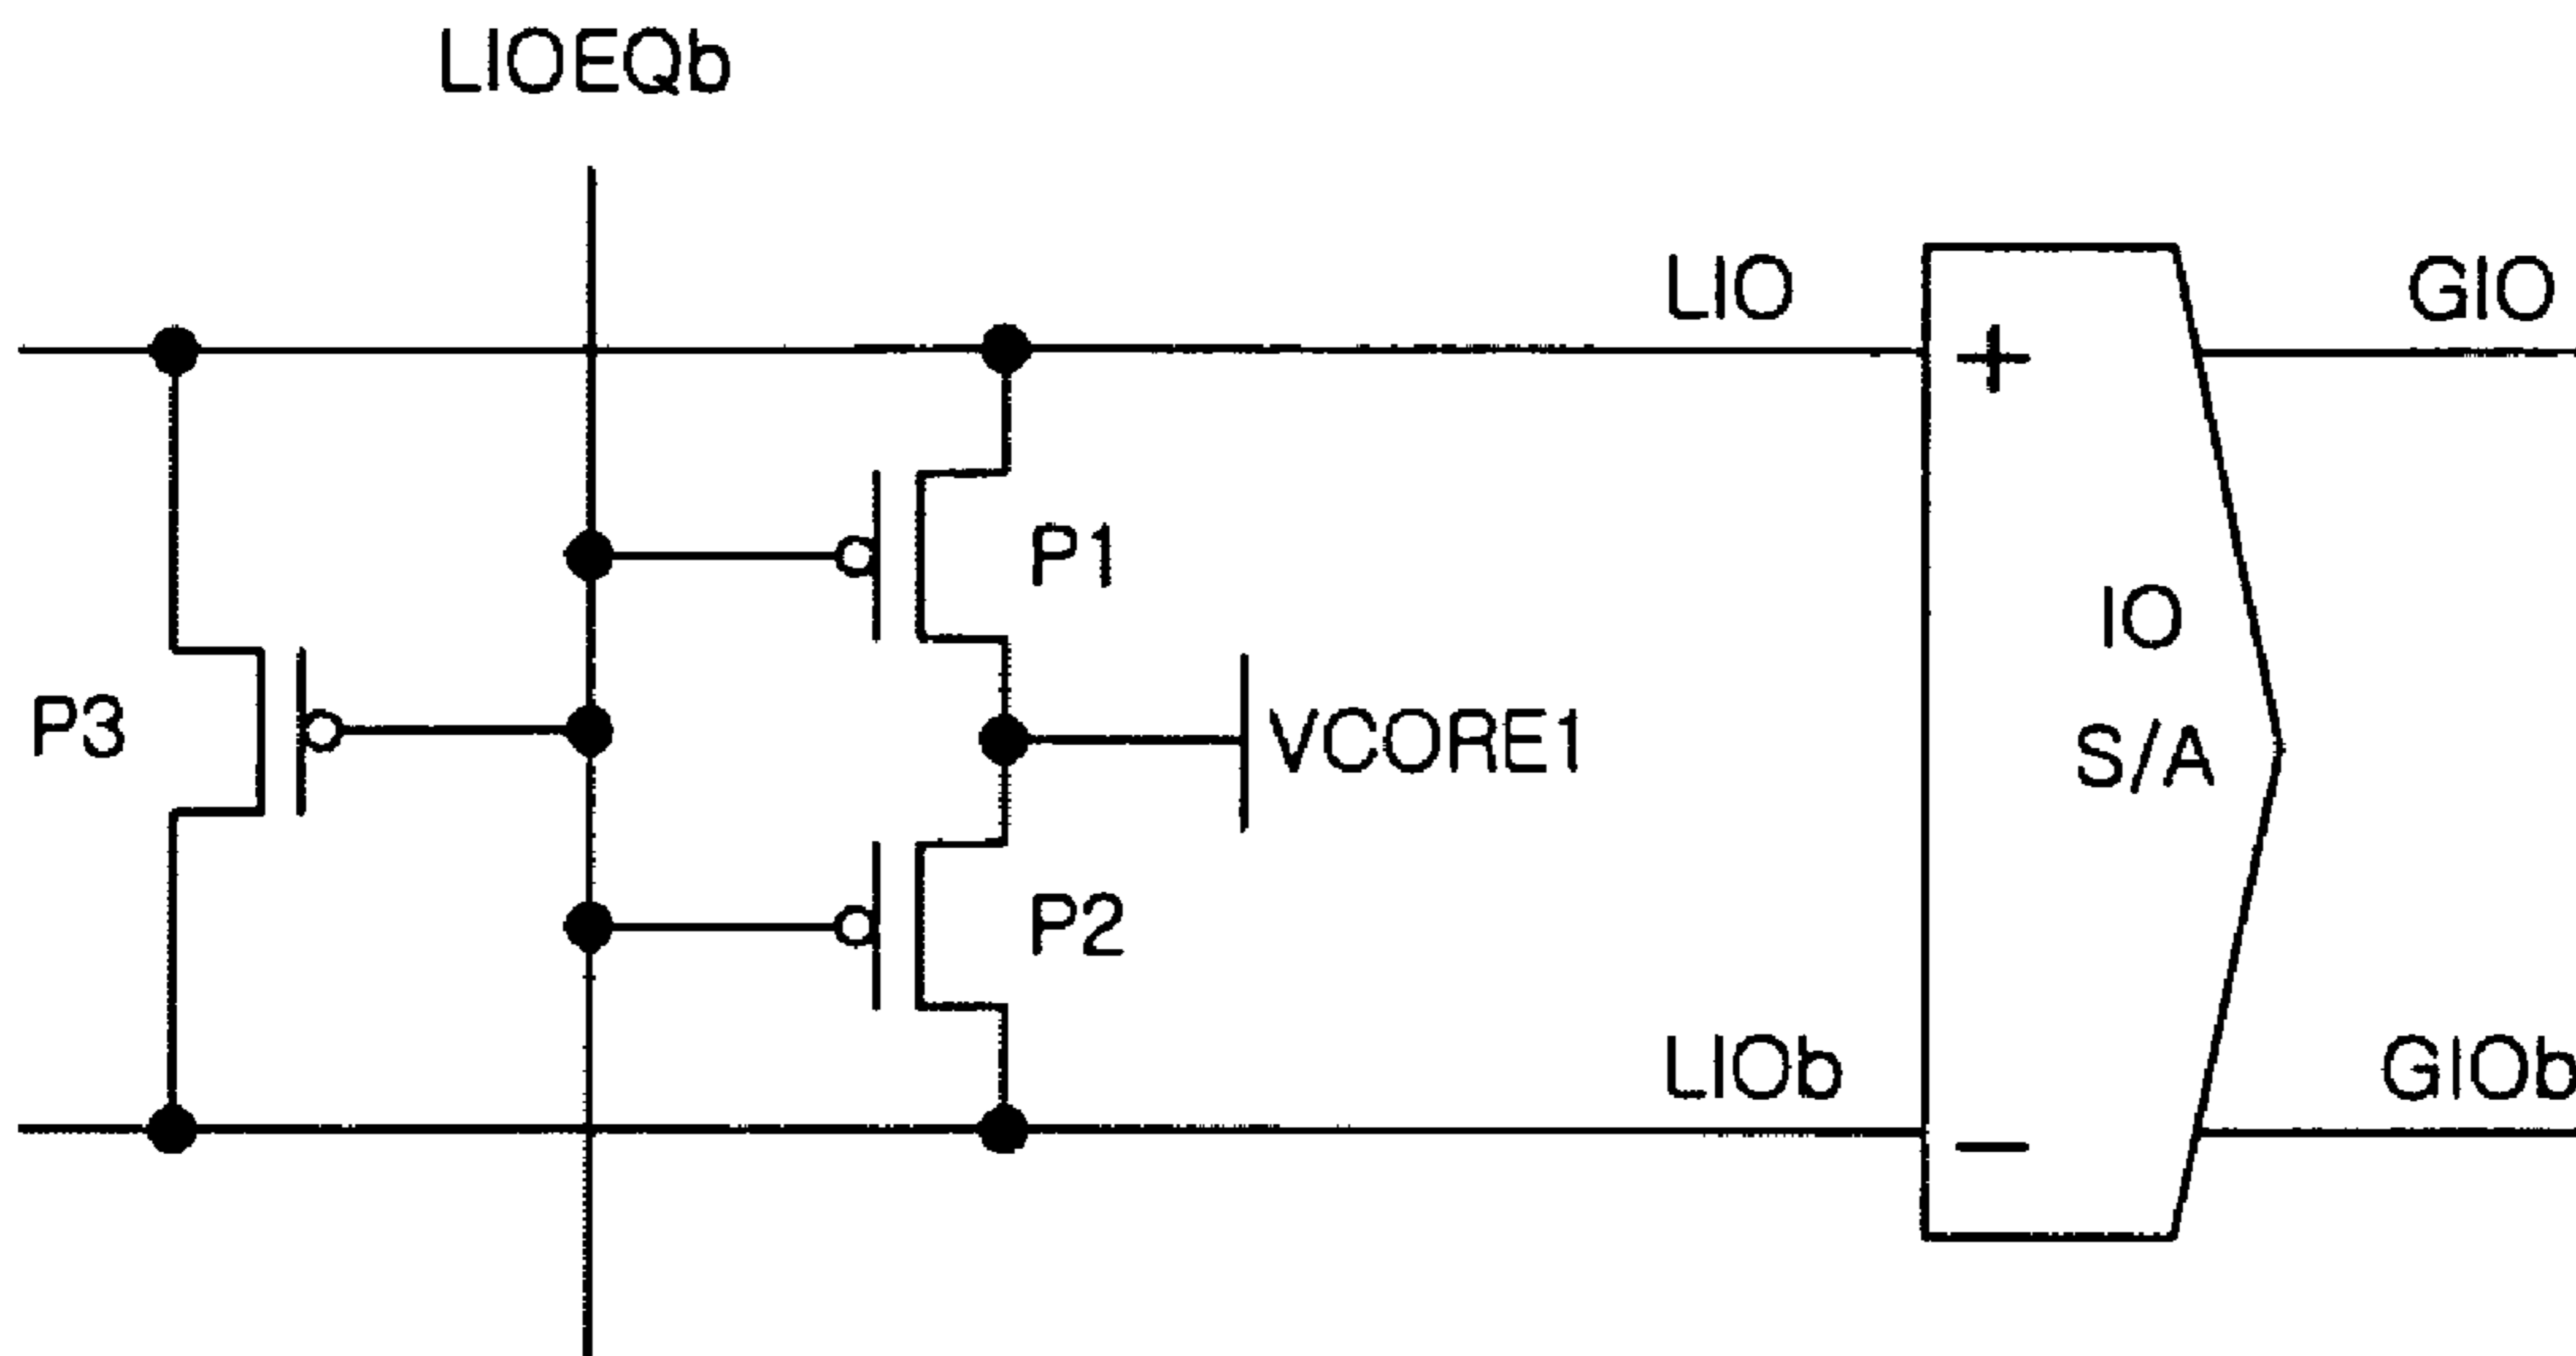 LIOEQb
LIO
GIO
+
P1
IO
S/A
P3
VCORE1
P2
LIOb
GIOb
−